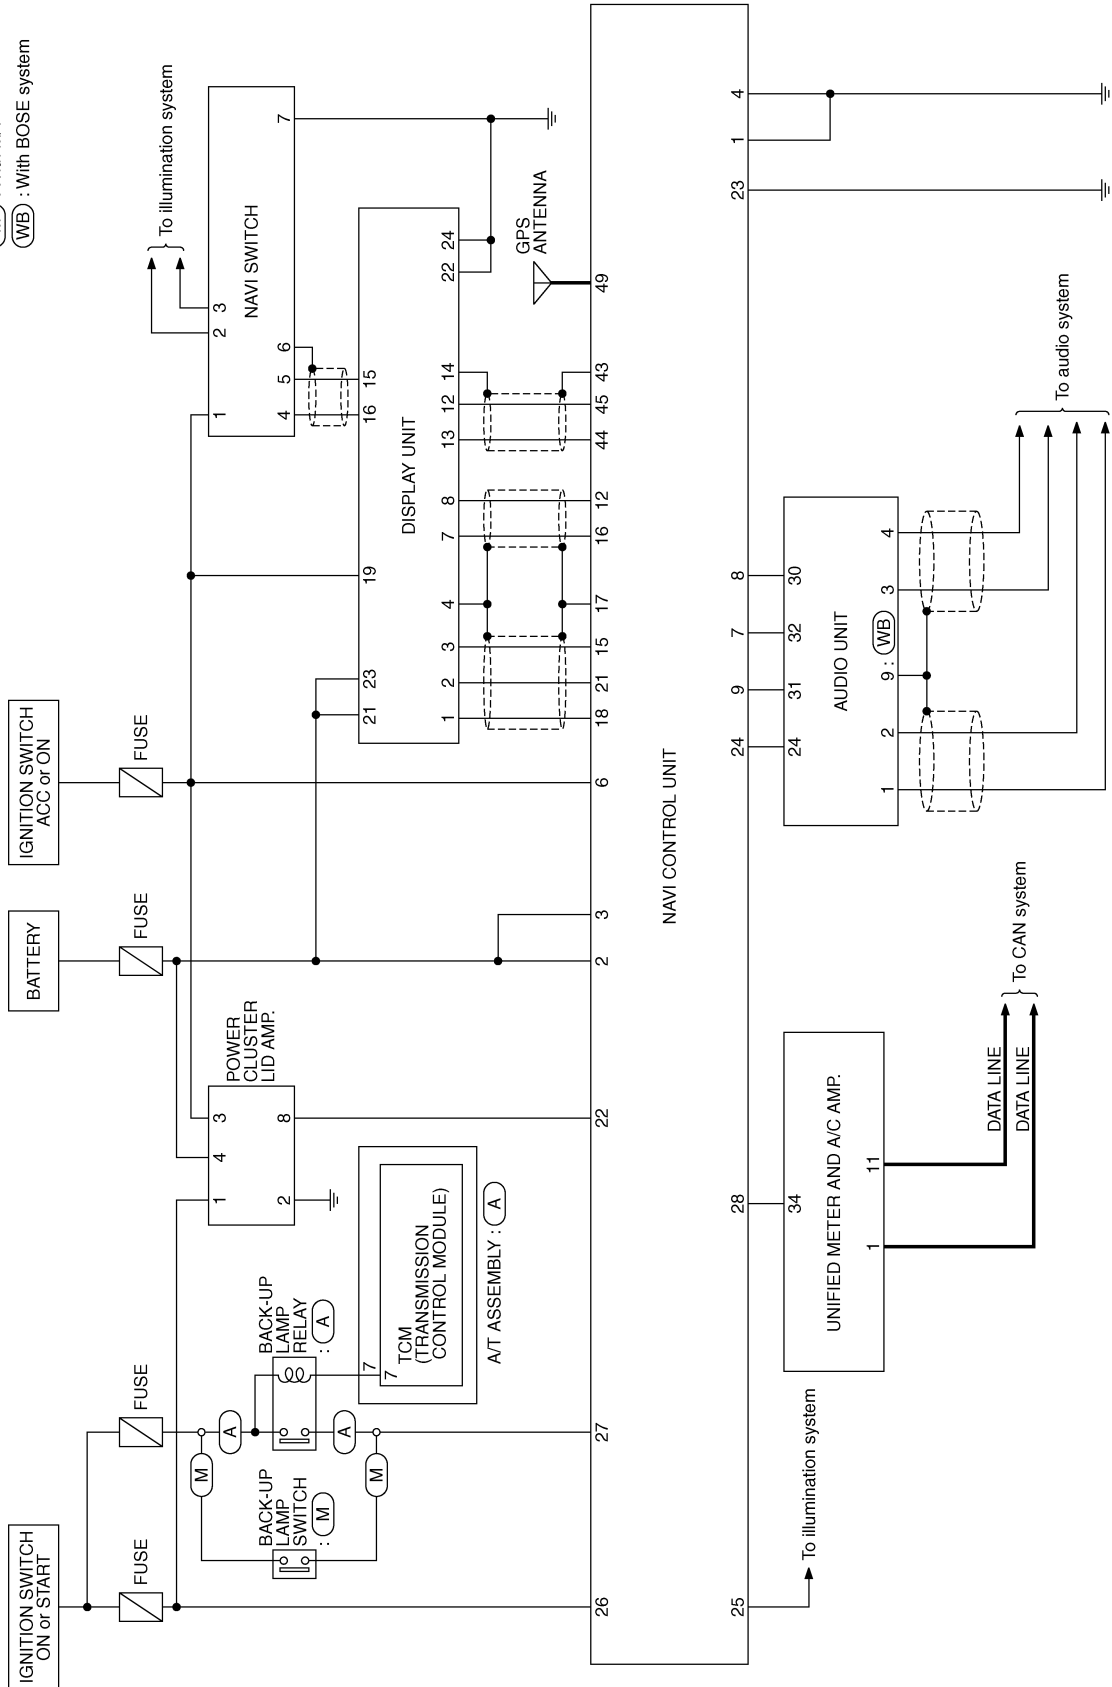 WB : With BOSE system
IGNITION SWITCH
ON or START
BATTERY
IGNITION SWITCH
ACC or ON
FUSE
FUSE
FUSE
FUSE
M
A
BACK-UP
LAMP
SWITCH
: M
BACK-UP
LAMP
RELAY
: A
M
A
7
7
TCM
(TRANSMISSION
CONTROL MODULE)
A/T ASSEMBLY : A
1
4
3
2
8
POWER
CLUSTER
LID AMP.
To illumination system
1
2
3
NAVI SWITCH
4
5
6
7
21
23
19
16
15
DISPLAY UNIT
1
2
3
4
7
8
13
12
14
22
24
GPS
ANTENNA
26
27
22
2
3
6
18
21
15
17
16
12
44
45
43
49
NAVI CONTROL UNIT
25
28
24
9
7
8
23
1
4
To illumination system
34
UNIFIED METER AND A/C AMP.
1
11
DATA LINE
DATA LINE
To CAN system
24
31
32
30
AUDIO UNIT
1
2
9 : WB
3
4
To audio system